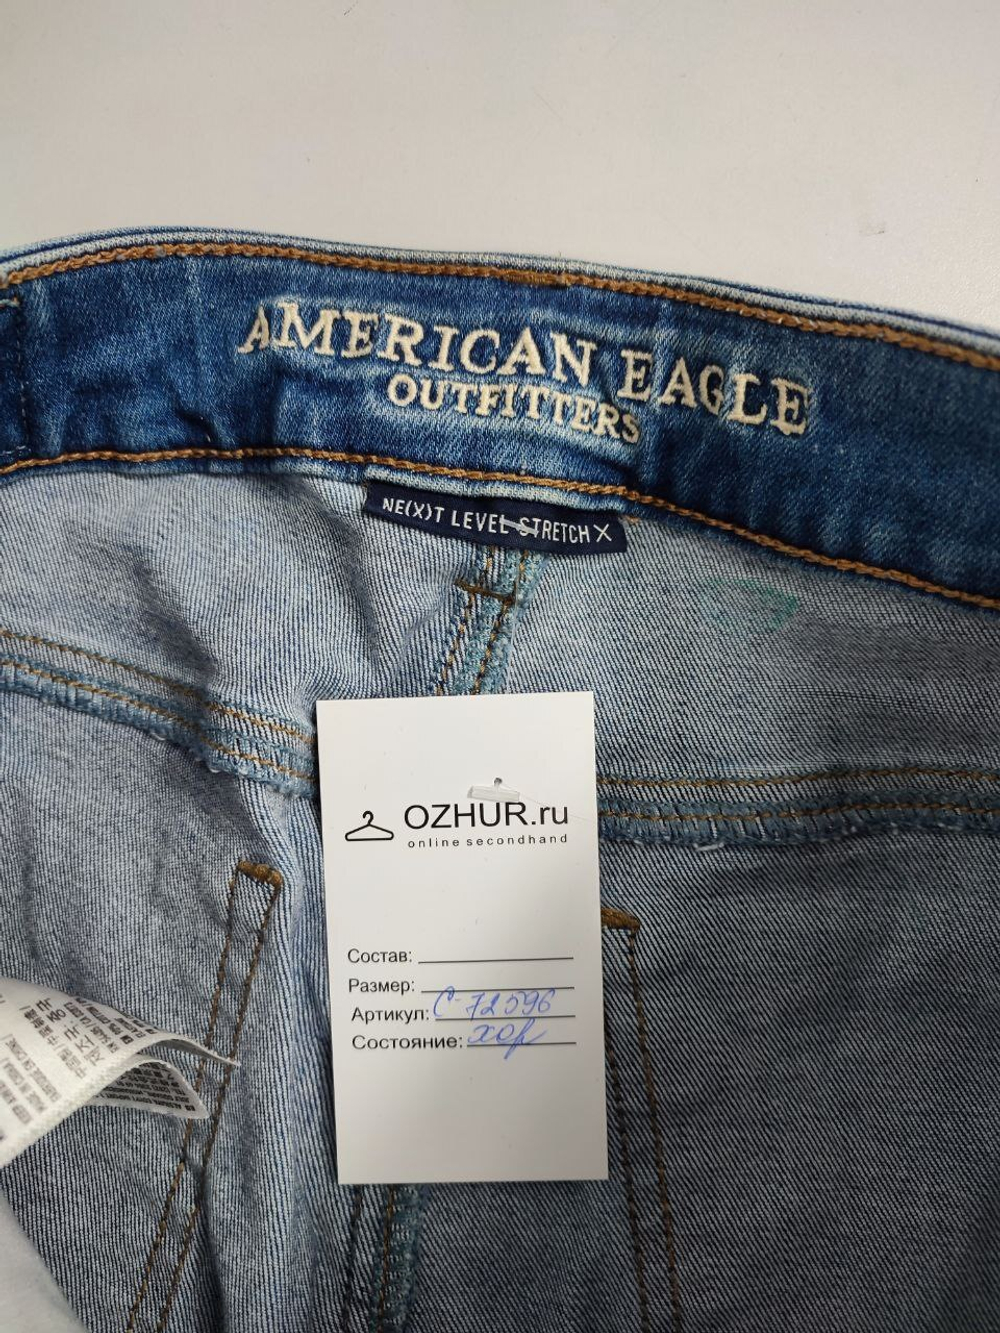 AMERICAN EAGLE
OUTFITTERS
NE(X)T LEVEL STRETCH X
OZHUR.ru
online secondhand
Состав:
Размер:
Артикул: С-72596
Состояние: хор